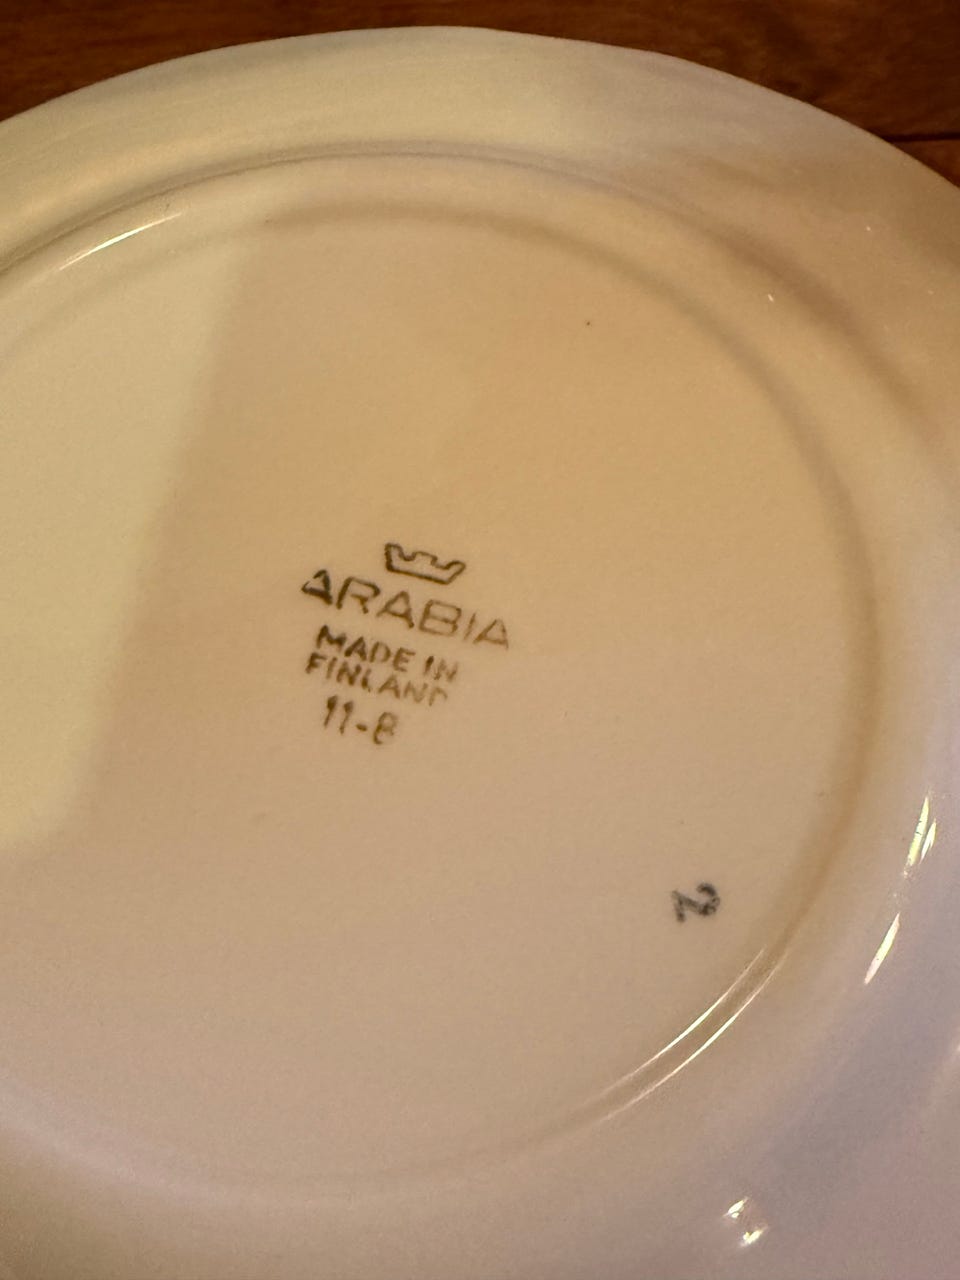 ARABIA
MADE IN
FINLAND
11-8
2